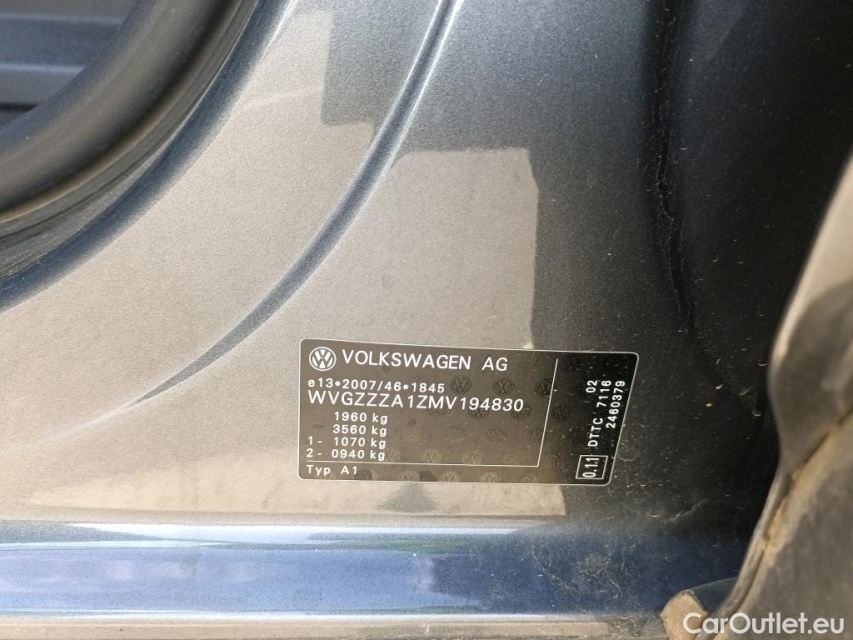 VOLKSWAGEN AG
e13*2007/46*1845
WVGZZZA1ZMV194830
1960 kg
3560 kg
1- 1070 kg
2- 0940 kg
Typ A1
0.11 DTTC 7116 02
2460379
CarOutlet.eu